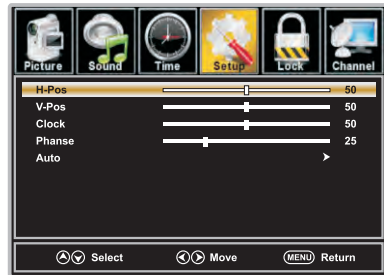 Picture Sound Time Setup Lock Channel
H-Pos 50
V-Pos 50
Clock 50
Phanse 25
Auto
Select Move MENU Return